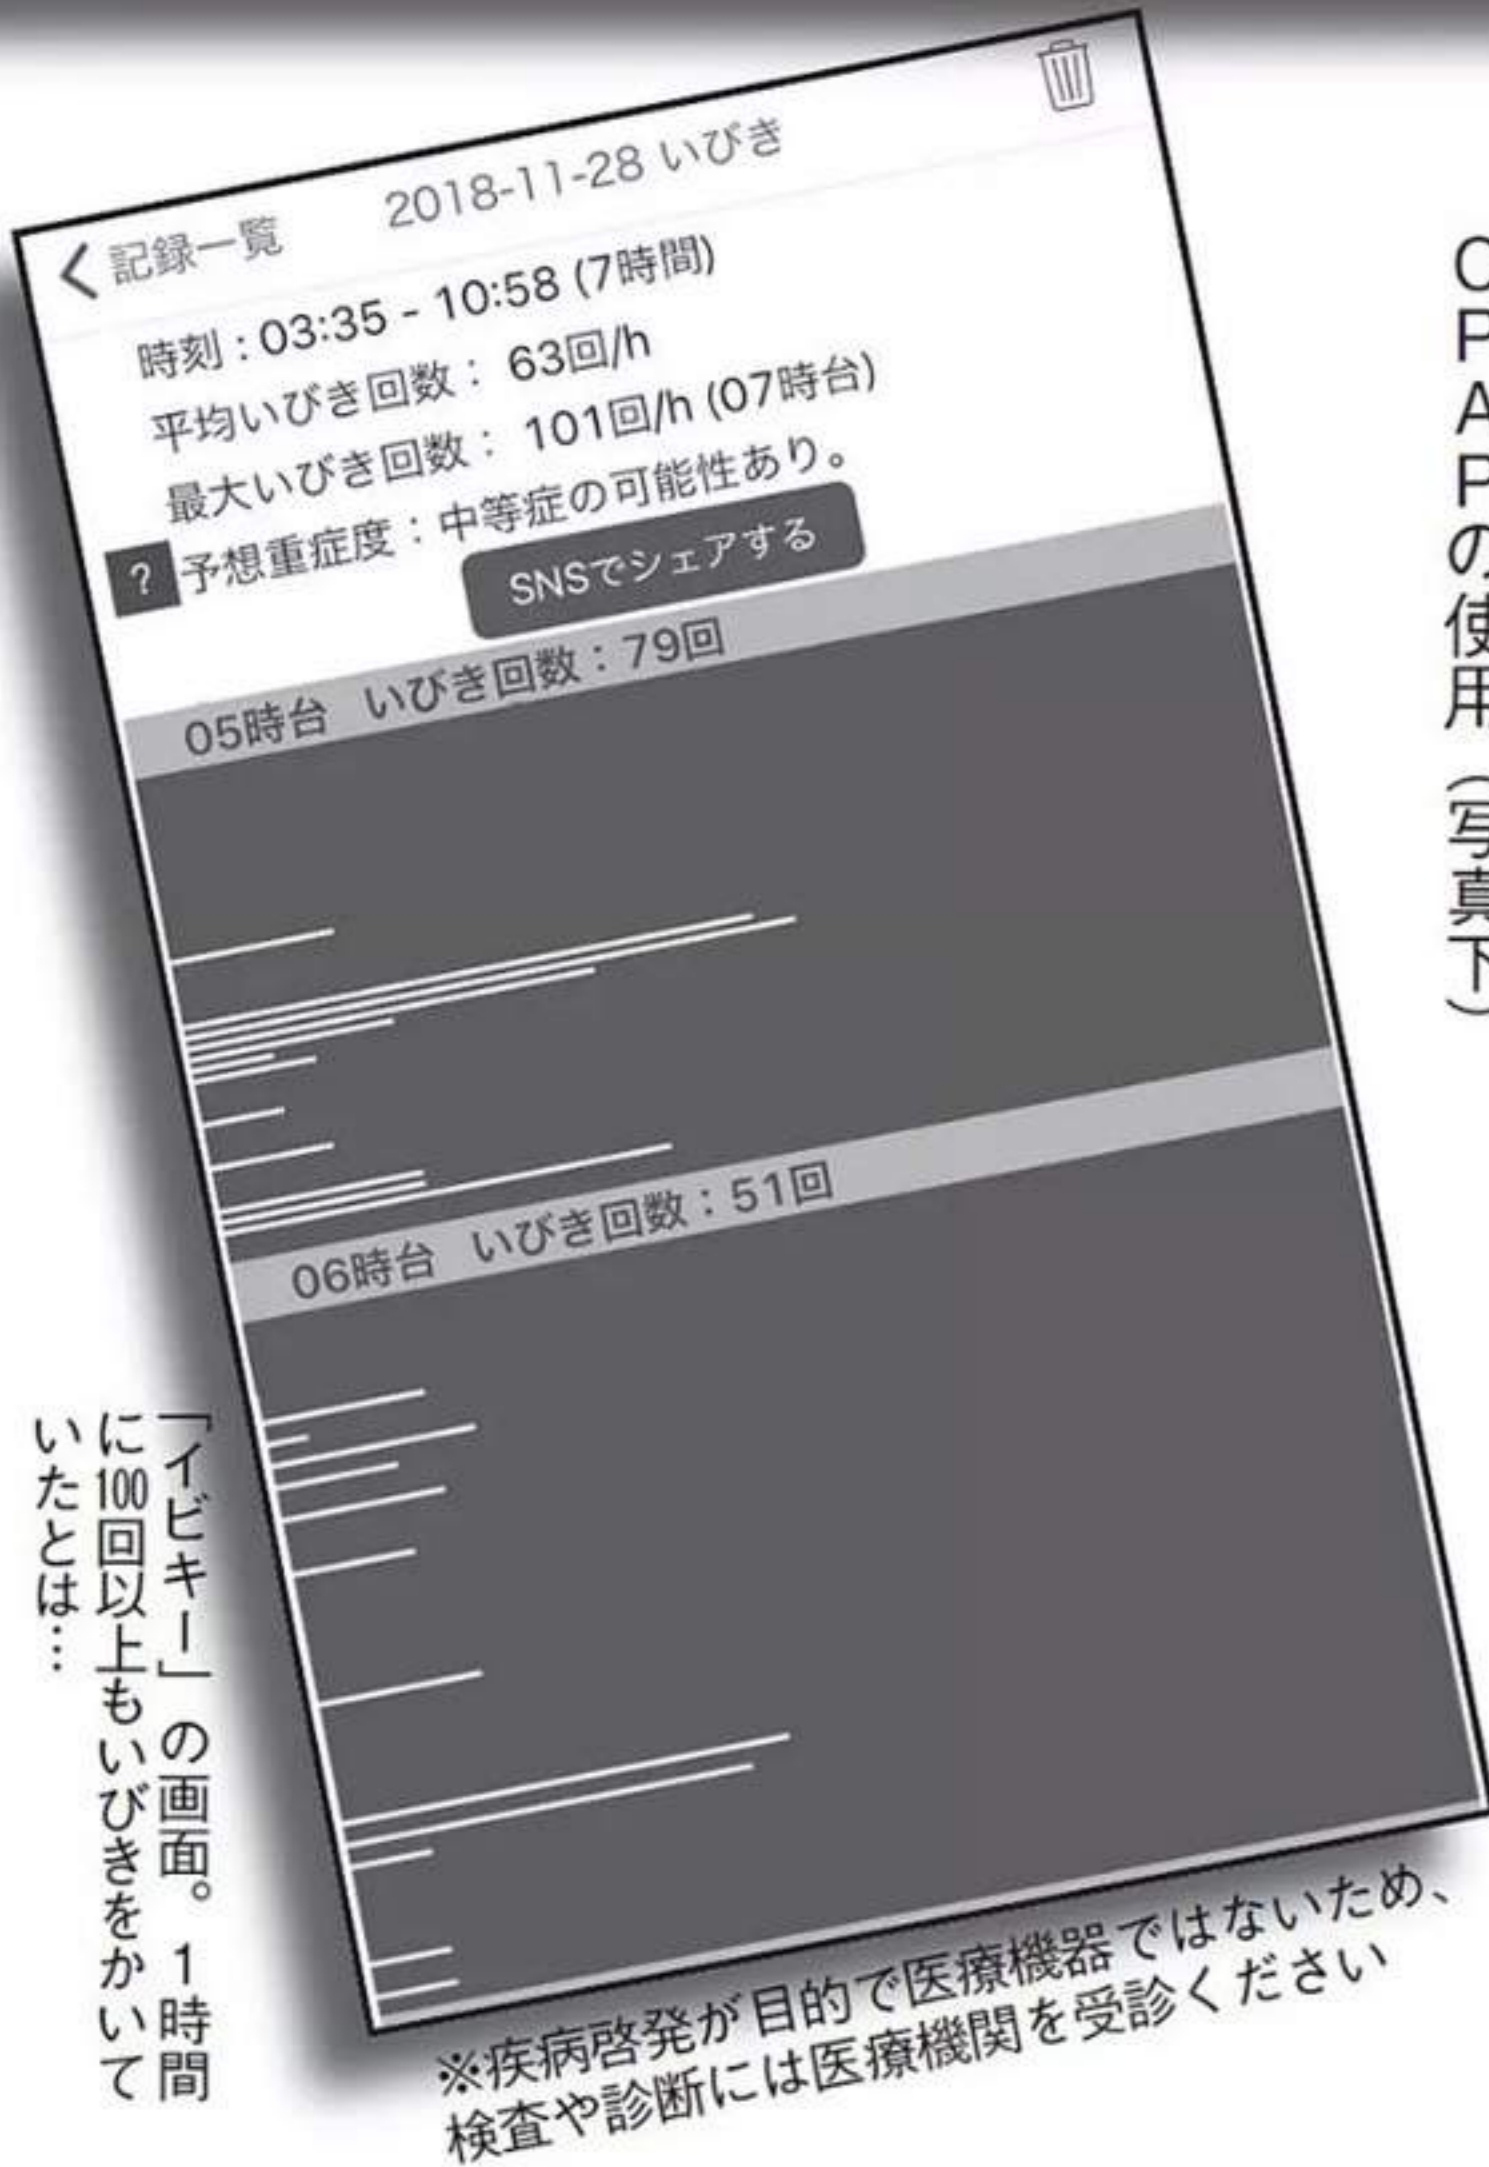 記録一覧
2018-11-28 いびき
時刻：03:35 - 10:58 (7時間)
平均いびき回数： 63回/h
最大いびき回数： 101回/h (07時台)
? 予想重症度：中等症の可能性あり。
SNSでシェアする
05時台 いびき回数：79回
06時台 いびき回数：51回
CPAPの使用（写真下）
「イビキー」の画面。1時間
に100回以上もいびきをかいて
いたとは…
※疾病啓発が目的で医療機器ではないため、
検査や診断には医療機関を受診ください